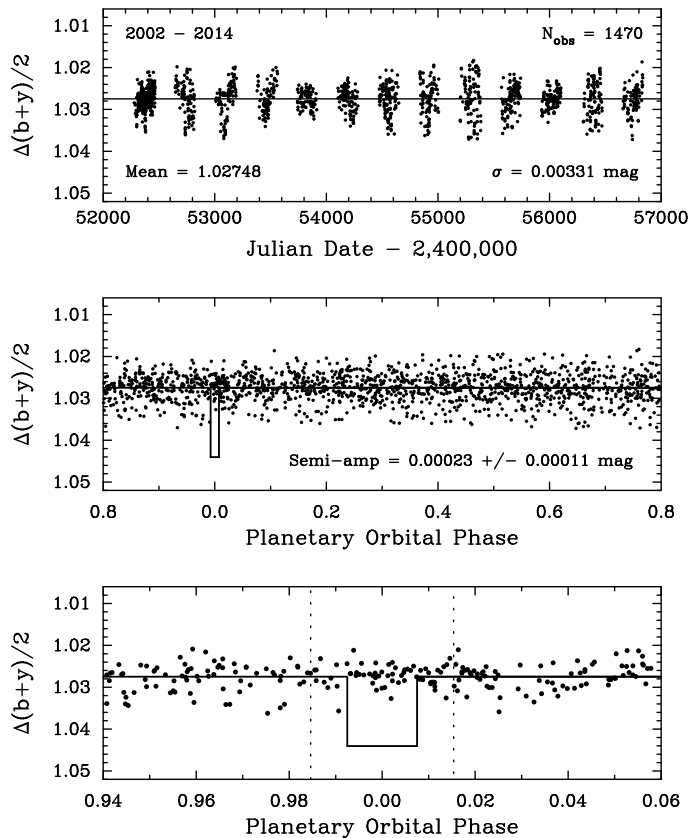 2002 – 2014 N_obs = 1470
1.01
1.02
1.03
1.04
1.05
Δ(b+y)/2
Mean = 1.02748 σ = 0.00331 mag
52000 53000 54000 55000 56000 57000
Julian Date – 2,400,000
1.01
1.02
1.03
1.04
1.05
Δ(b+y)/2
Semi-amp = 0.00023 +/- 0.00011 mag
0.8 0.0 0.2 0.4 0.6 0.8
Planetary Orbital Phase
1.01
1.02
1.03
1.04
1.05
Δ(b+y)/2
0.94 0.96 0.98 0.00 0.02 0.04 0.06
Planetary Orbital Phase